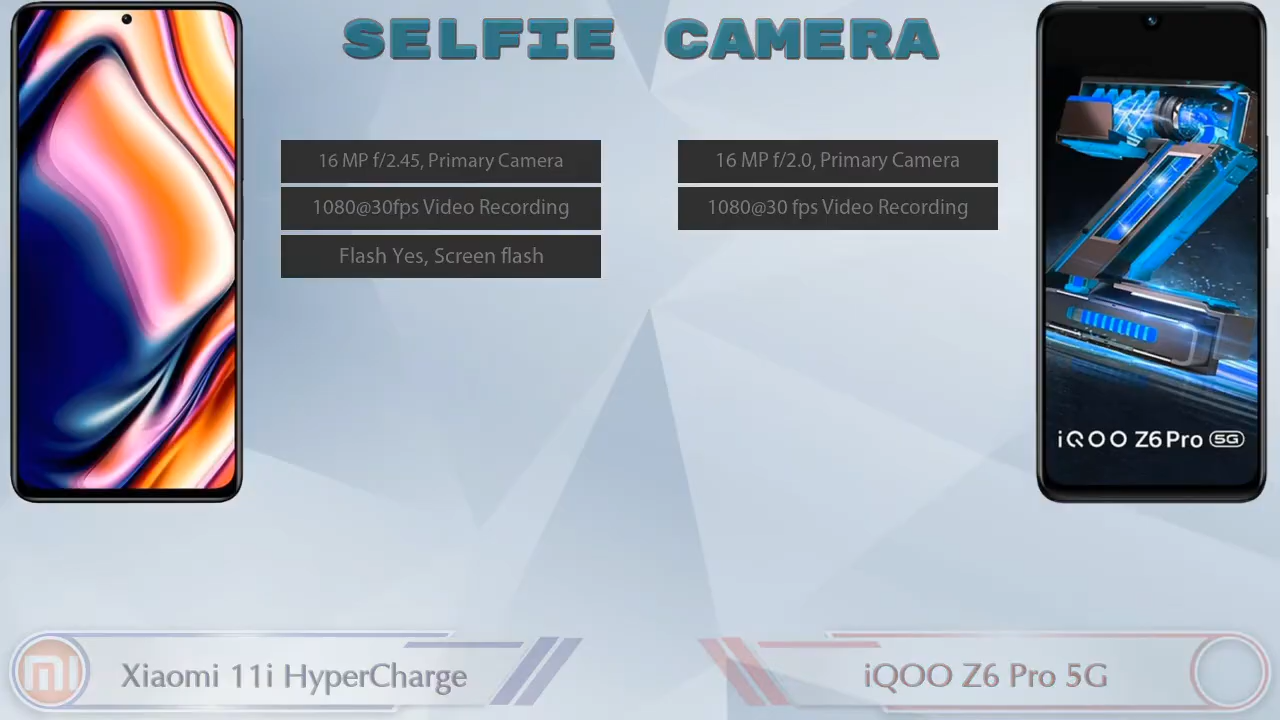 SELFIE CAMERA
16 MP f/2.45, Primary Camera
1080@30fps Video Recording
Flash Yes, Screen flash
16 MP f/2.0, Primary Camera
1080@30 fps Video Recording
iQOO Z6 Pro 5G
MI
Xiaomi 11i HyperCharge
iQOO Z6 Pro 5G